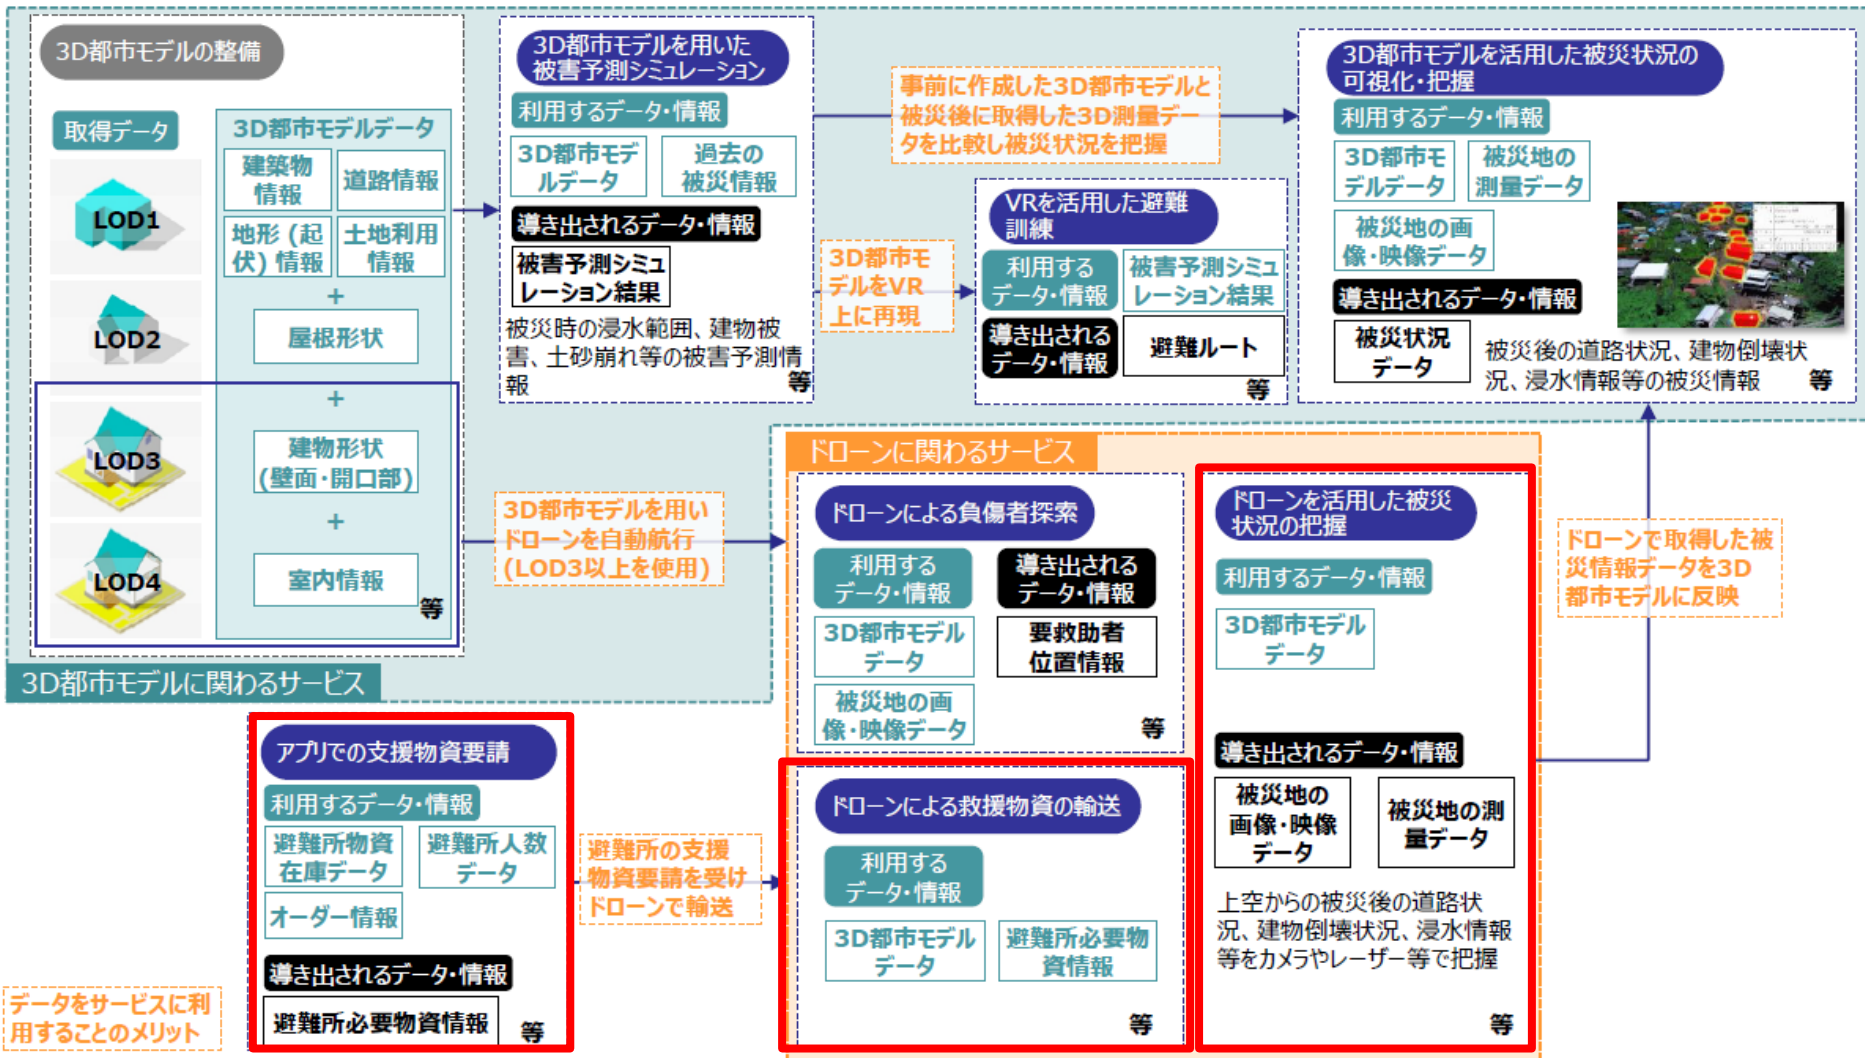 3D都市モデルの整備
取得データ
LOD1
LOD2
LOD3
LOD4
3D都市モデルデータ
建築物
情報
道路情報
地形(起
伏)情報
土地利用
情報
+
屋根形状
+
建物形状
(壁面・開口部)
+
室内情報
等
3D都市モデルに関わるサービス
3D都市モデルを用いた
被害予測シミュレーション
利用するデータ・情報
3D都市モデ
ルデータ
過去の
被災情報
導き出されるデータ・情報
被害予測シミュ
レーション結果
被災時の浸水範囲、建物被
害、土砂崩れ等の被害予測情
報
等
事前に作成した3D都市モデルと
被災後に取得した3D測量デー
タを比較し被災状況を把握
3D都市モ
デルをVR
上に再現
VRを活用した避難
訓練
利用する
データ・情報
被害予測シミュ
レーション結果
導き出される
データ・情報
避難ルート
等
3D都市モデルを活用した被災状況の
可視化・把握
利用するデータ・情報
3D都市モ
デルデータ
被災地の
測量データ
被災地の画
像・映像データ
導き出されるデータ・情報
被災状況
データ
被災後の道路状況、建物倒壊状
況、浸水情報等の被災情報
等
3D都市モデルを用い
ドローンを自動航行
(LOD3以上を使用)
ドローンに関わるサービス
ドローンによる負傷者探索
利用する
データ・情報
導き出される
データ・情報
3D都市モデル
データ
要救助者
位置情報
被災地の画
像・映像データ
等
ドローンを活用した被災
状況の把握
利用するデータ・情報
3D都市モデル
データ
導き出されるデータ・情報
被災地の
画像・映像
データ
被災地の測
量データ
上空からの被災後の道路状
況、建物倒壊状況、浸水情報
等をカメラやレーザー等で把握
等
ドローンで取得した被
災情報データを3D
都市モデルに反映
アプリでの支援物資要請
利用するデータ・情報
避難所物資
在庫データ
避難所人数
データ
オーダー情報
導き出されるデータ・情報
避難所必要物資情報
等
避難所の支援
物資要請を受け
ドローンで輸送
ドローンによる救援物資の輸送
利用する
データ・情報
3D都市モデル
データ
避難所必要物
資情報
等
データをサービスに利
用することのメリット